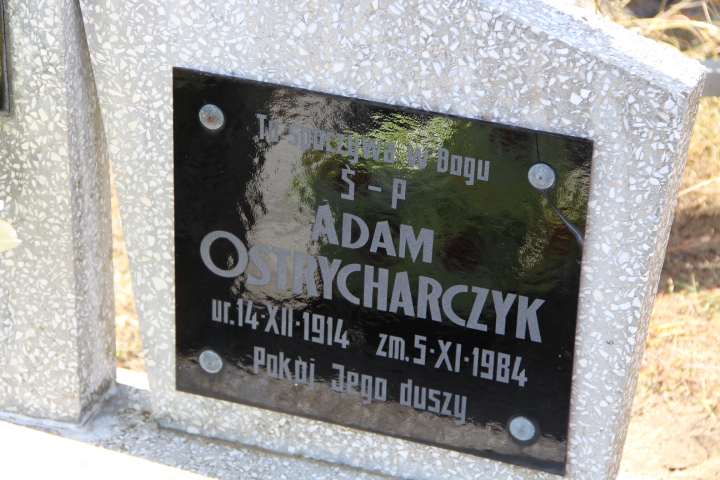 Tu spoczywa w Bogu
Ś-P
ADAM
OSTRYCHARCZYK
ur. 14·XII·1914 zm. 5·XI·1984
Pokój Jego duszy